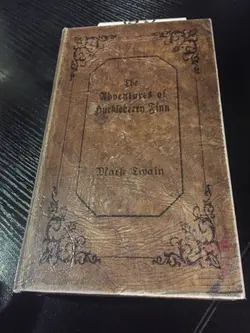 The
Adventures of
Huckleberry Finn
Mark Twain